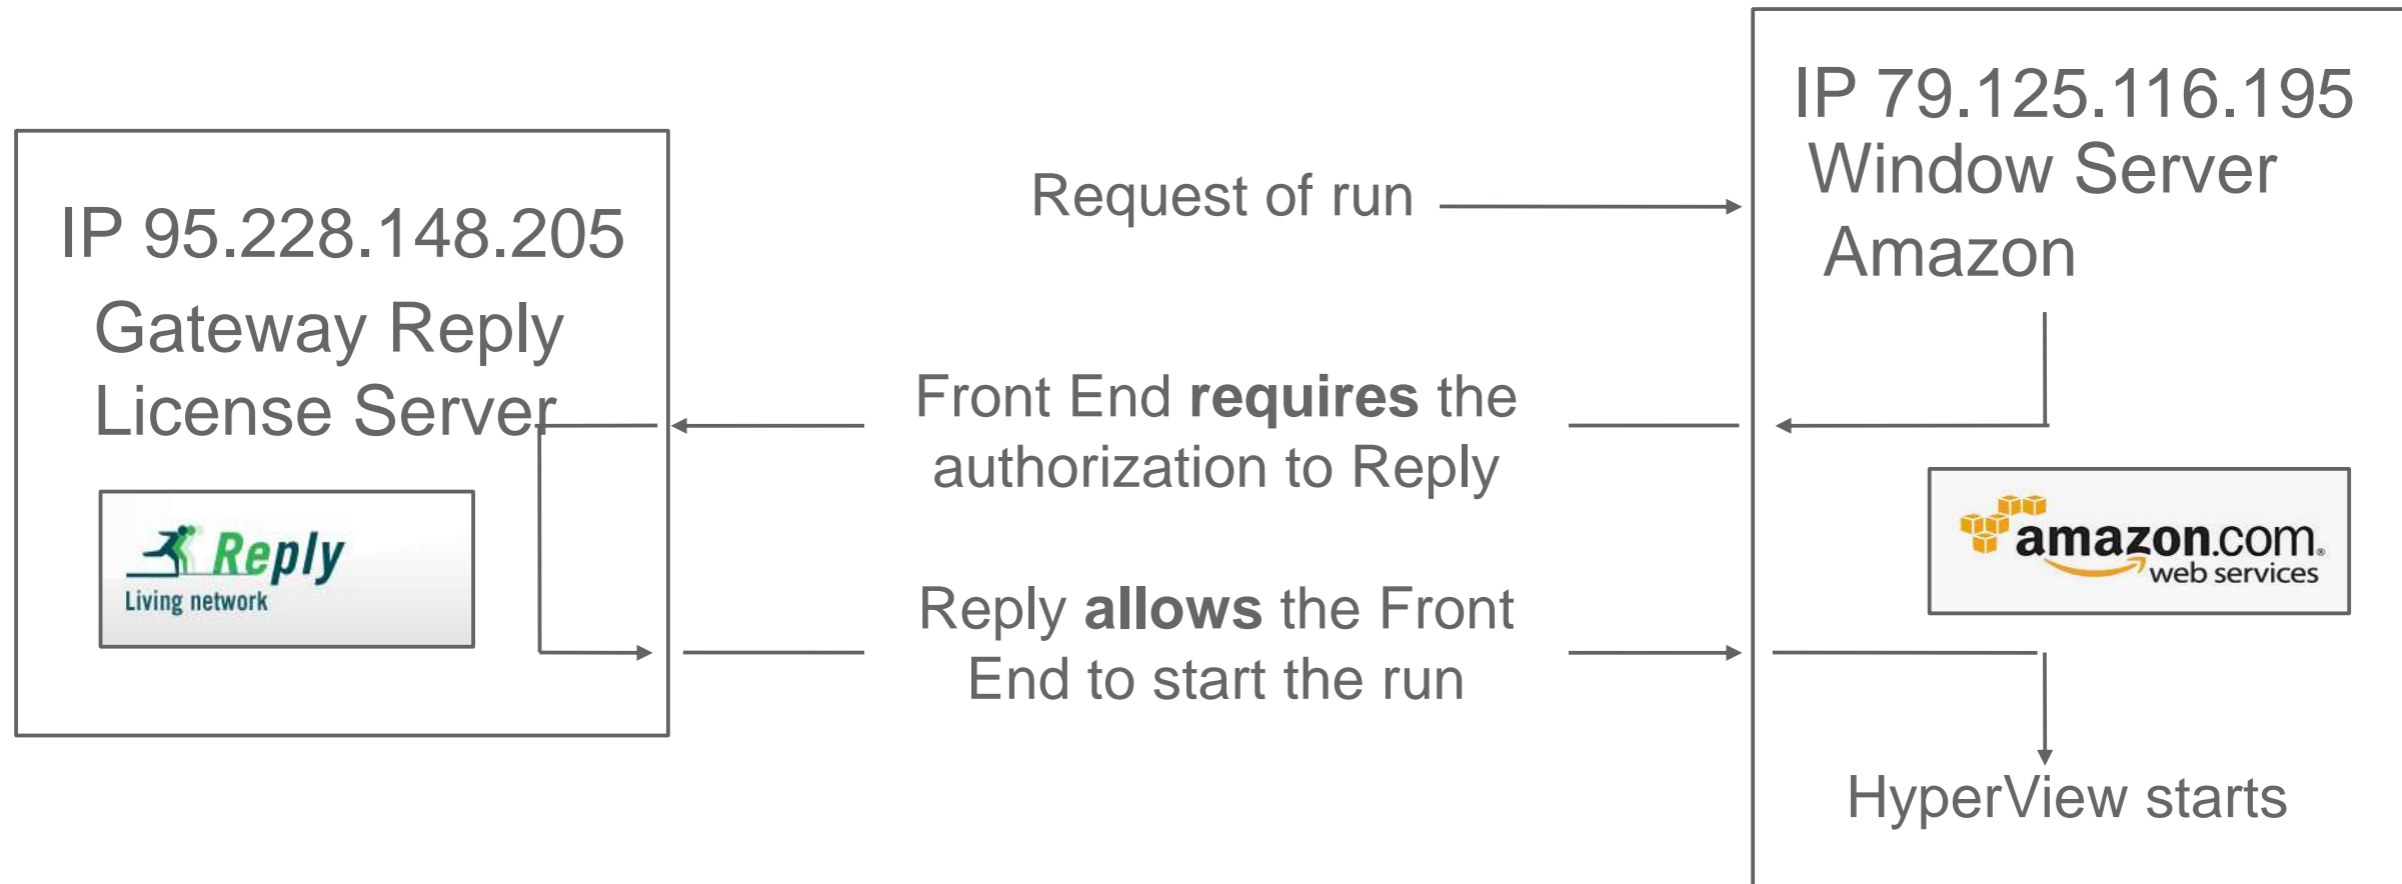 IP 95.228.148.205
Gateway Reply
License Server
Reply
Living network
Request of run
Front End requires the
authorization to Reply
Reply allows the Front
End to start the run
IP 79.125.116.195
Window Server
Amazon
amazon.com®
web services
HyperView starts